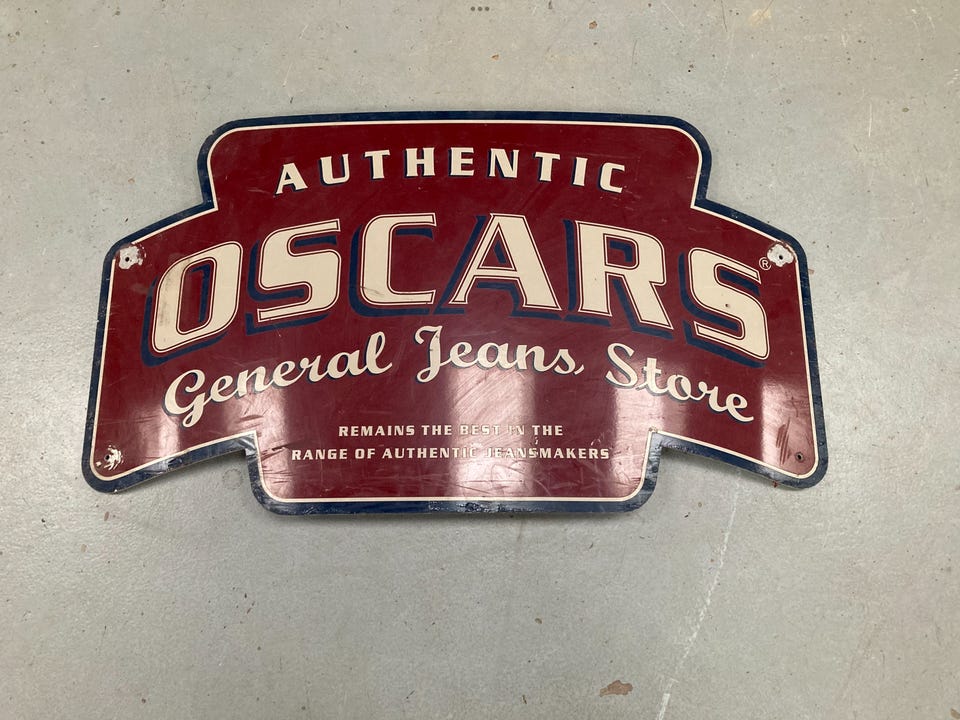 AUTHENTIC
OSCARS®
General Jeans Store
REMAINS THE BEST IN THE
RANGE OF AUTHENTIC JEANSMAKERS